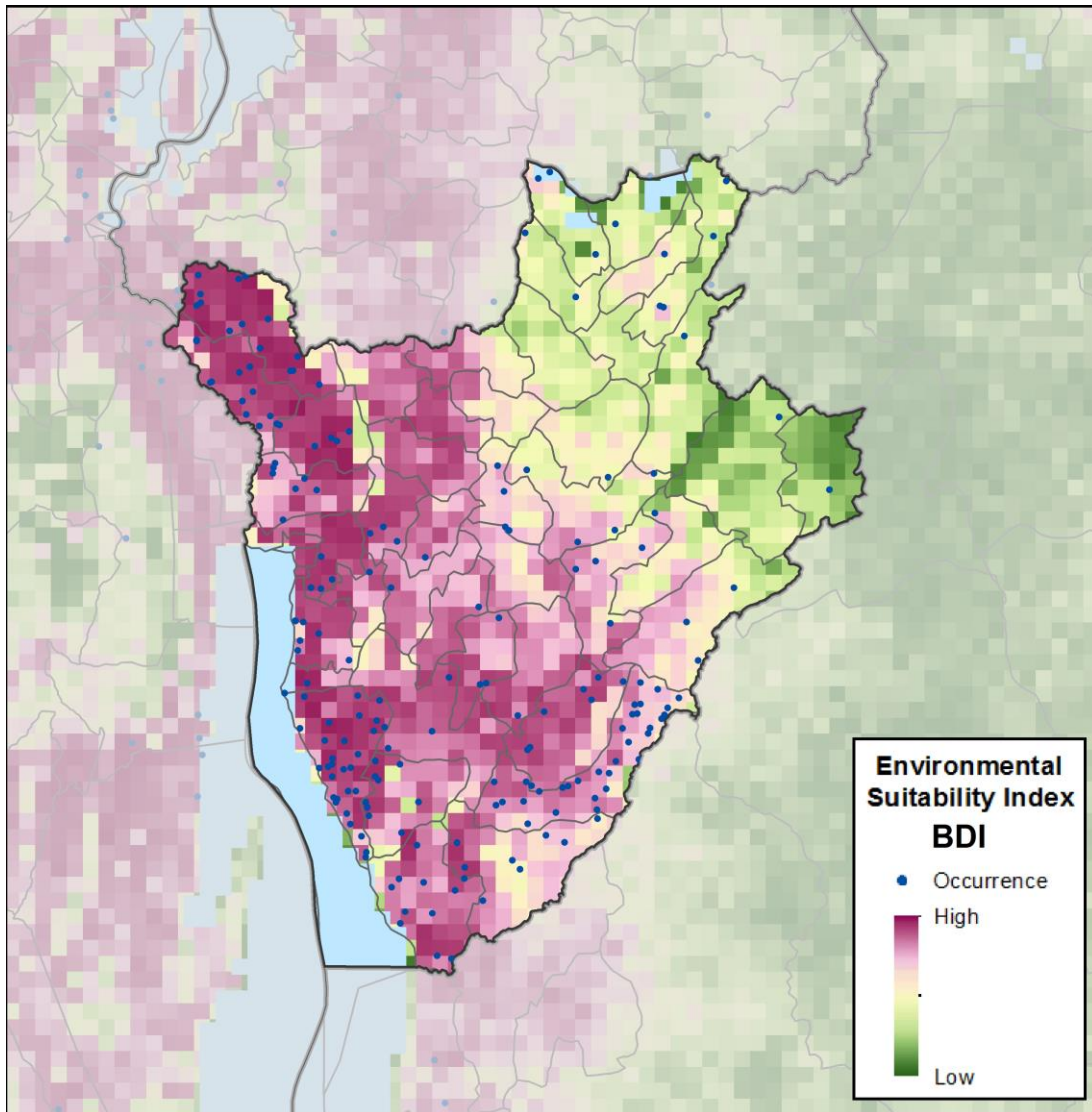 Environmental
Suitability Index
BDI
Occurrence
High
Low